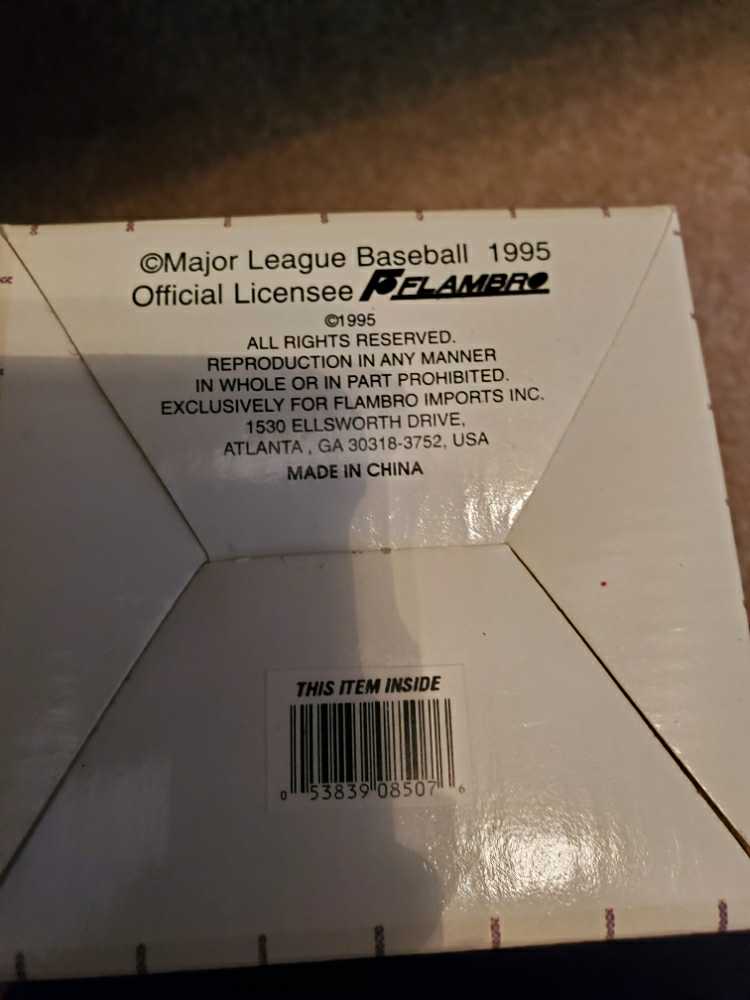 ©Major League Baseball 1995
Official Licensee FLAMBRO
©1995
ALL RIGHTS RESERVED.
REPRODUCTION IN ANY MANNER
IN WHOLE OR IN PART PROHIBITED.
EXCLUSIVELY FOR FLAMBRO IMPORTS INC.
1530 ELLSWORTH DRIVE,
ATLANTA , GA 30318-3752, USA
MADE IN CHINA
THIS ITEM INSIDE
0 53839 08507 6